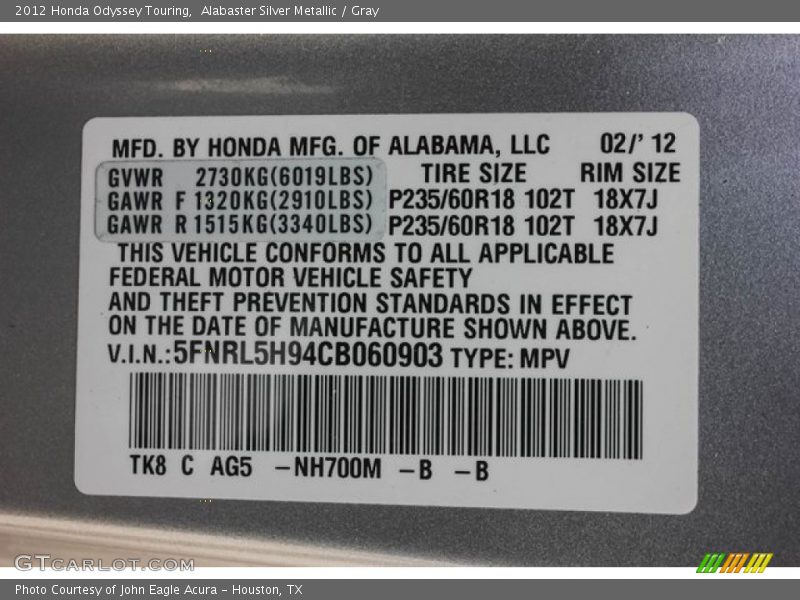 2012 Honda Odyssey Touring,  Alabaster Silver Metallic / Gray
MFD. BY HONDA MFG. OF ALABAMA, LLC 02/' 12
GVWR 2730KG(6019LBS) TIRE SIZE RIM SIZE
GAWR F 1320KG(2910LBS) P235/60R18 102T 18X7J
GAWR R 1515KG(3340LBS) P235/60R18 102T 18X7J
THIS VEHICLE CONFORMS TO ALL APPLICABLE
FEDERAL MOTOR VEHICLE SAFETY
AND THEFT PREVENTION STANDARDS IN EFFECT
ON THE DATE OF MANUFACTURE SHOWN ABOVE.
V.I.N.:5FNRL5H94CB060903 TYPE: MPV
TK8 C AG5 -NH700M -B -B
GTCARLOT.COM
Photo Courtesy of John Eagle Acura - Houston, TX